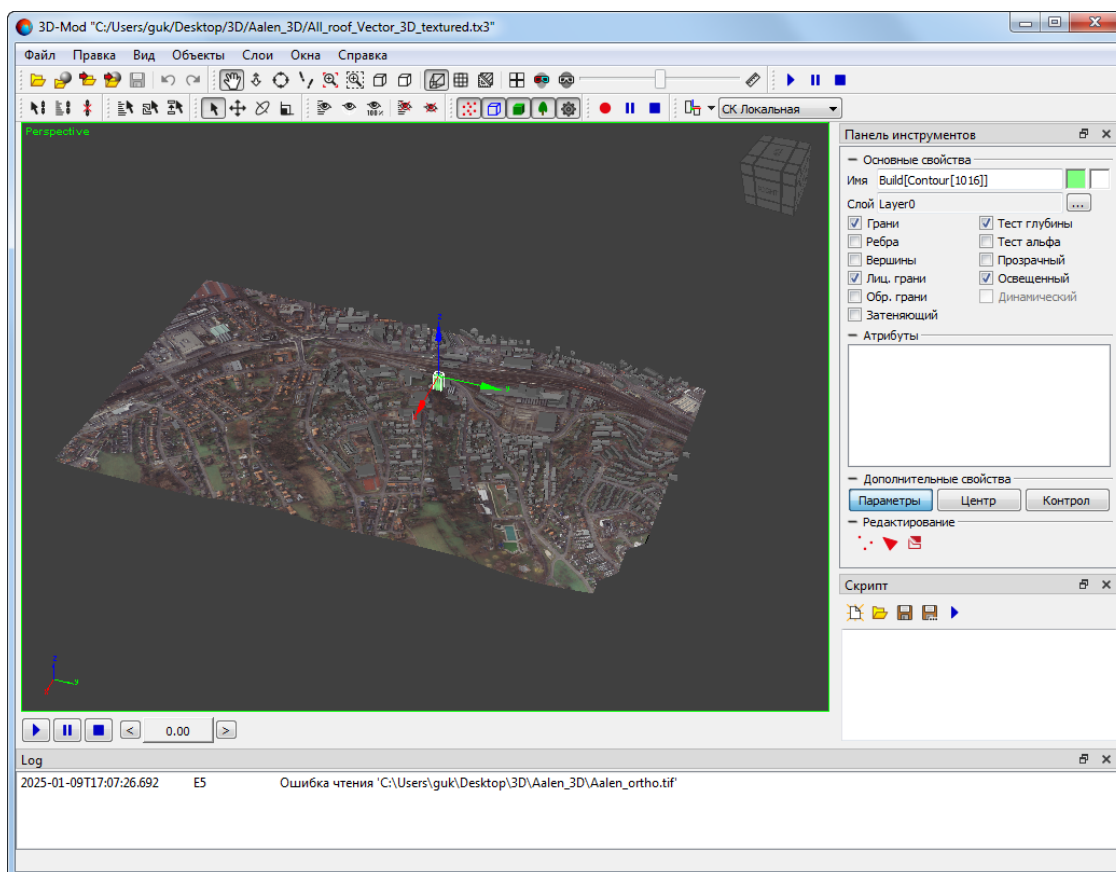 3D-Mod "C:/Users/guk/Desktop/3D/Aalen_3D/All_roof_Vector_3D_textured.tx3"
Файл Правка Вид Объекты Слои Окна Справка
100%
СК Локальная
Perspective
Панель инструментов
Основные свойства
Имя Build[Contour[1016]]
Слой Layer0 ...
Грани Тест глубины
Ребра Тест альфа
Вершины Прозрачный
Лиц. грани Освещенный
Обр. грани Динамический
Затеняющий
Атрибуты
Дополнительные свойства
Параметры Центр Контрол
Редактирование
Скрипт
z
y
z
y
< 0.00 >
Log
2025-01-09T17:07:26.692 E5 Ошибка чтения 'C:\Users\guk\Desktop\3D\Aalen_3D\Aalen_ortho.tif'